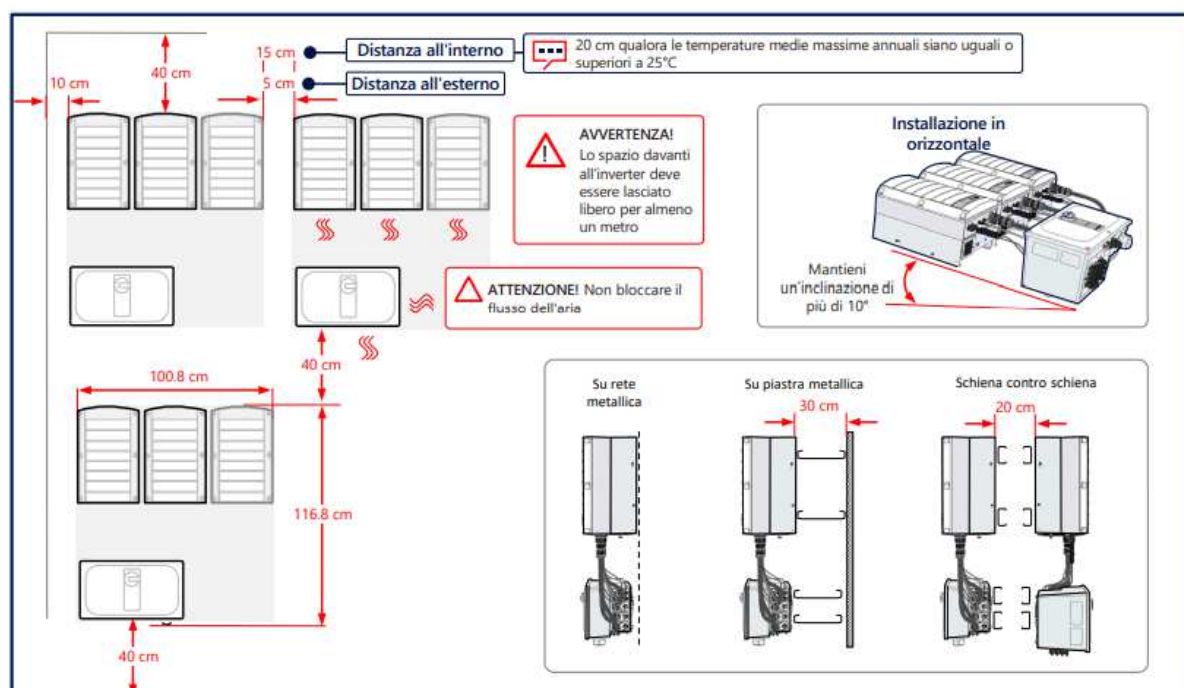 15 cm
Distanza all'interno
20 cm qualora le temperature medie massime annuali siano uguali o
superiori a 25°C
10 cm
40 cm
5 cm
Distanza all'esterno
AVVERTENZA!
Lo spazio davanti
all'inverter deve
essere lasciato
libero per almeno
un metro
Installazione in
orizzontale
Mantieni
un'inclinazione di
più di 10°
ATTENZIONE! Non bloccare il
flusso dell'aria
40 cm
100.8 cm
116.8 cm
40 cm
Su rete
metallica
Su piastra metallica
30 cm
Schiena contro schiena
20 cm